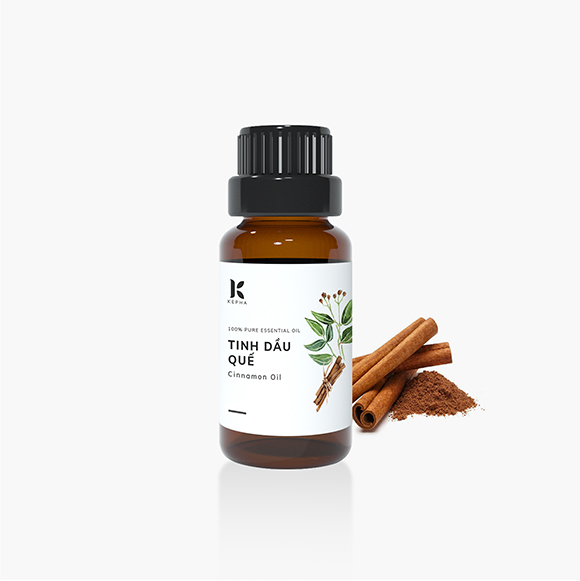 KEPHA
100% PURE ESSENTIAL OIL
TINH DẦU
QUẾ
Cinnamon Oil